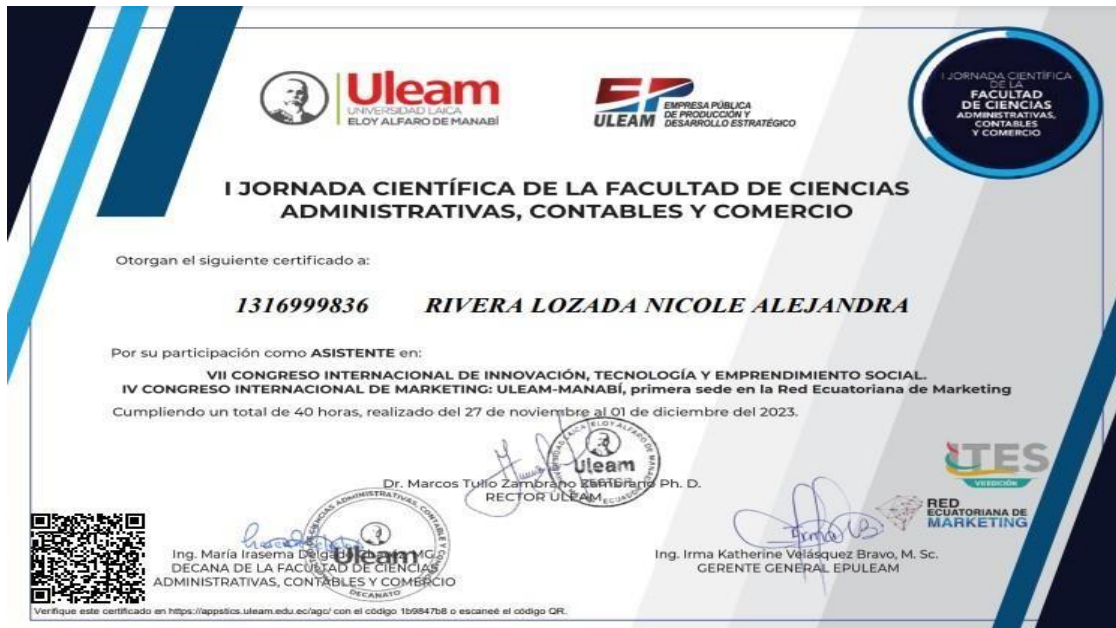 Uleam
UNIVERSIDAD LAICA
ELOY ALFARO DE MANABÍ
EP
ULEAM
EMPRESA PÚBLICA
DE PRODUCCIÓN Y
DESARROLLO ESTRATÉGICO
I JORNADA CIENTÍFICA
DE LA
FACULTAD
DE CIENCIAS
ADMINISTRATIVAS,
CONTABLES
Y COMERCIO
I JORNADA CIENTÍFICA DE LA FACULTAD DE CIENCIAS
ADMINISTRATIVAS, CONTABLES Y COMERCIO
Otorgan el siguiente certificado a:
1316999836 RIVERA LOZADA NICOLE ALEJANDRA
Por su participación como ASISTENTE en:
VII CONGRESO INTERNACIONAL DE INNOVACIÓN, TECNOLOGÍA Y EMPRENDIMIENTO SOCIAL.
IV CONGRESO INTERNACIONAL DE MARKETING: ULEAM-MANABÍ, primera sede en la Red Ecuatoriana de Marketing
Cumpliendo un total de 40 horas, realizado del 27 de noviembre al 01 de diciembre del 2023.
Uleam
Dr. Marcos Tulio Zambrano Zambrano Ph. D.
RECTOR ULEAM
ITES
VII EDICIÓN
RED
ECUATORIANA DE
MARKETING
Uleam
DECANATO
Ing. María Irasema Delgado MG.
DECANA DE LA FACULTAD DE CIENCIAS
ADMINISTRATIVAS, CONTABLES Y COMERCIO
Ing. Irma Katherine Velásquez Bravo, M. Sc.
GERENTE GENERAL EPULEAM
Verifique este certificado en https://appstics.uleam.edu.ec/agc/ con el código 1b9847b8 o escaneé el código QR.